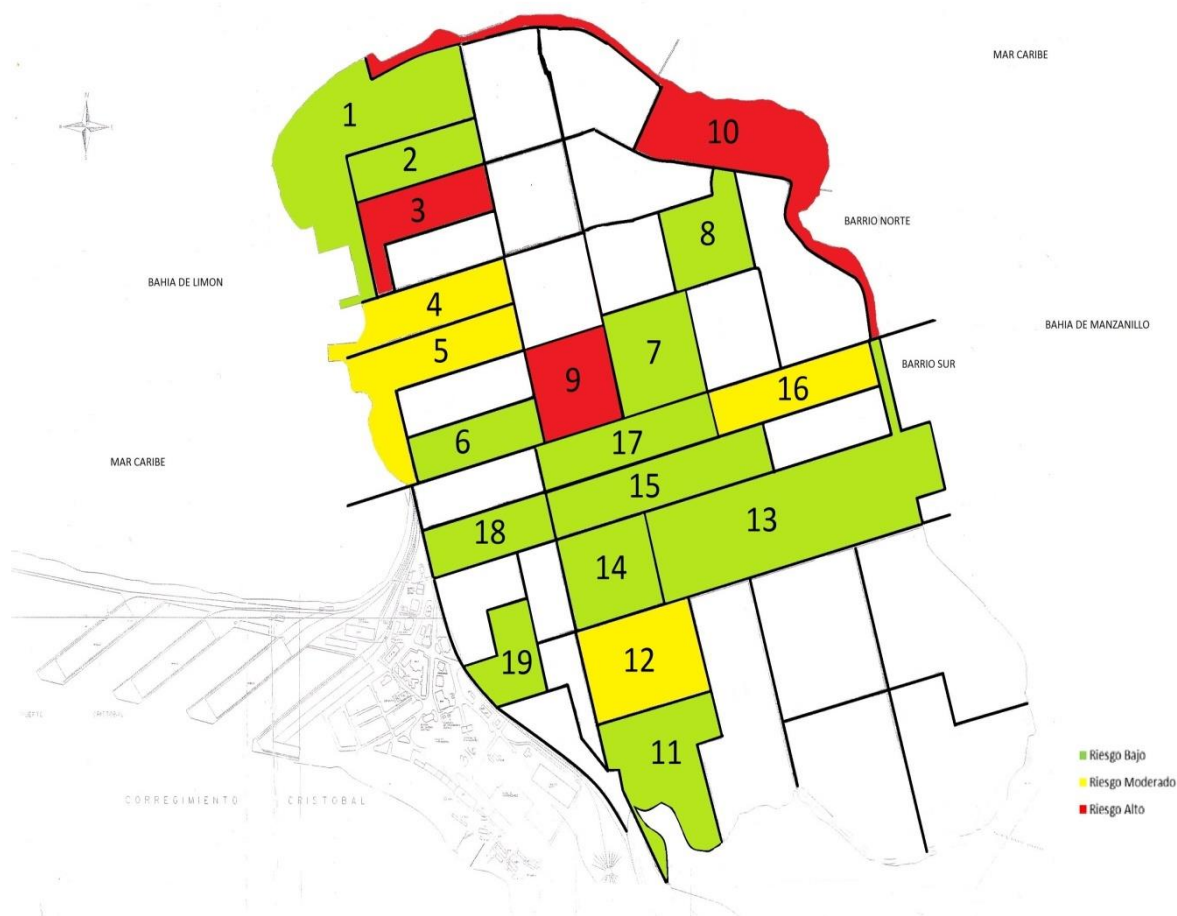 MAR CARIBE
N
1
10
2
3
BARRIO NORTE
8
BAHIA DE LIMON
4
BAHIA DE MANZANILLO
5
7
BARRIO SUR
9
16
6
17
MAR CARIBE
15
13
18
14
12
19
11
Riesgo Bajo
Riesgo Moderado
CORREGIMIENTO CRISTOBAL
Riesgo Alto